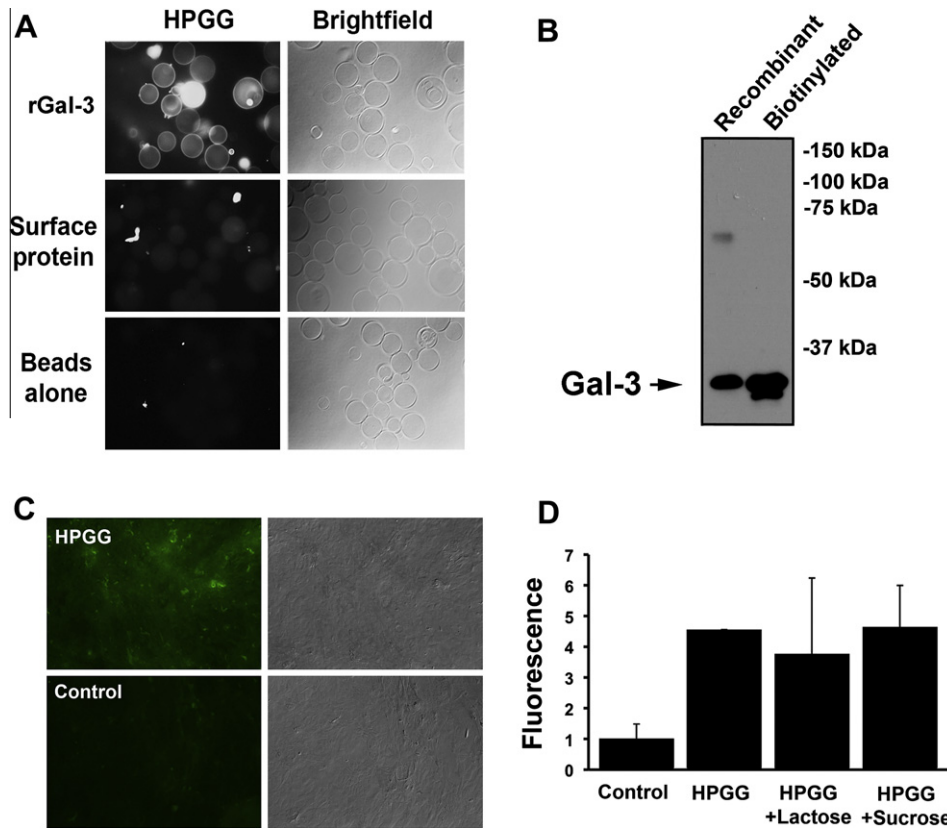 A
HPGG
Brightfield
rGal-3
Surface
protein
Beads
alone
B
Recombinant
Biotinylated
-150 kDa
-100 kDa
-75 kDa
-50 kDa
-37 kDa
Gal-3
C
HPGG
Control
D
Fluorescence
7
6
5
4
3
2
1
0
Control
HPGG
HPGG
+Lactose
HPGG
+Sucrose